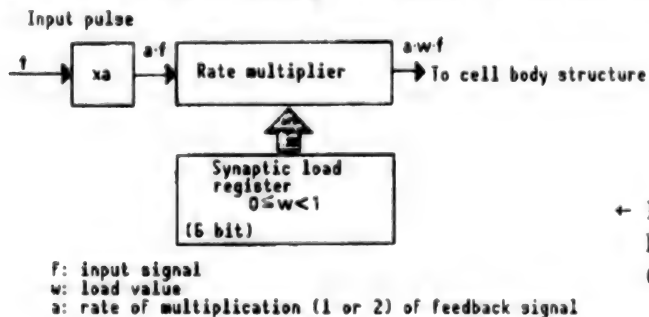 Input pulse
f
xa
a·f
Rate multiplier
a·w·f
To cell body structure
Synaptic load
register
0≤w<1
(6 bit)
f: input signal
w: load value
a: rate of multiplication (1 or 2) of feedback signal
←